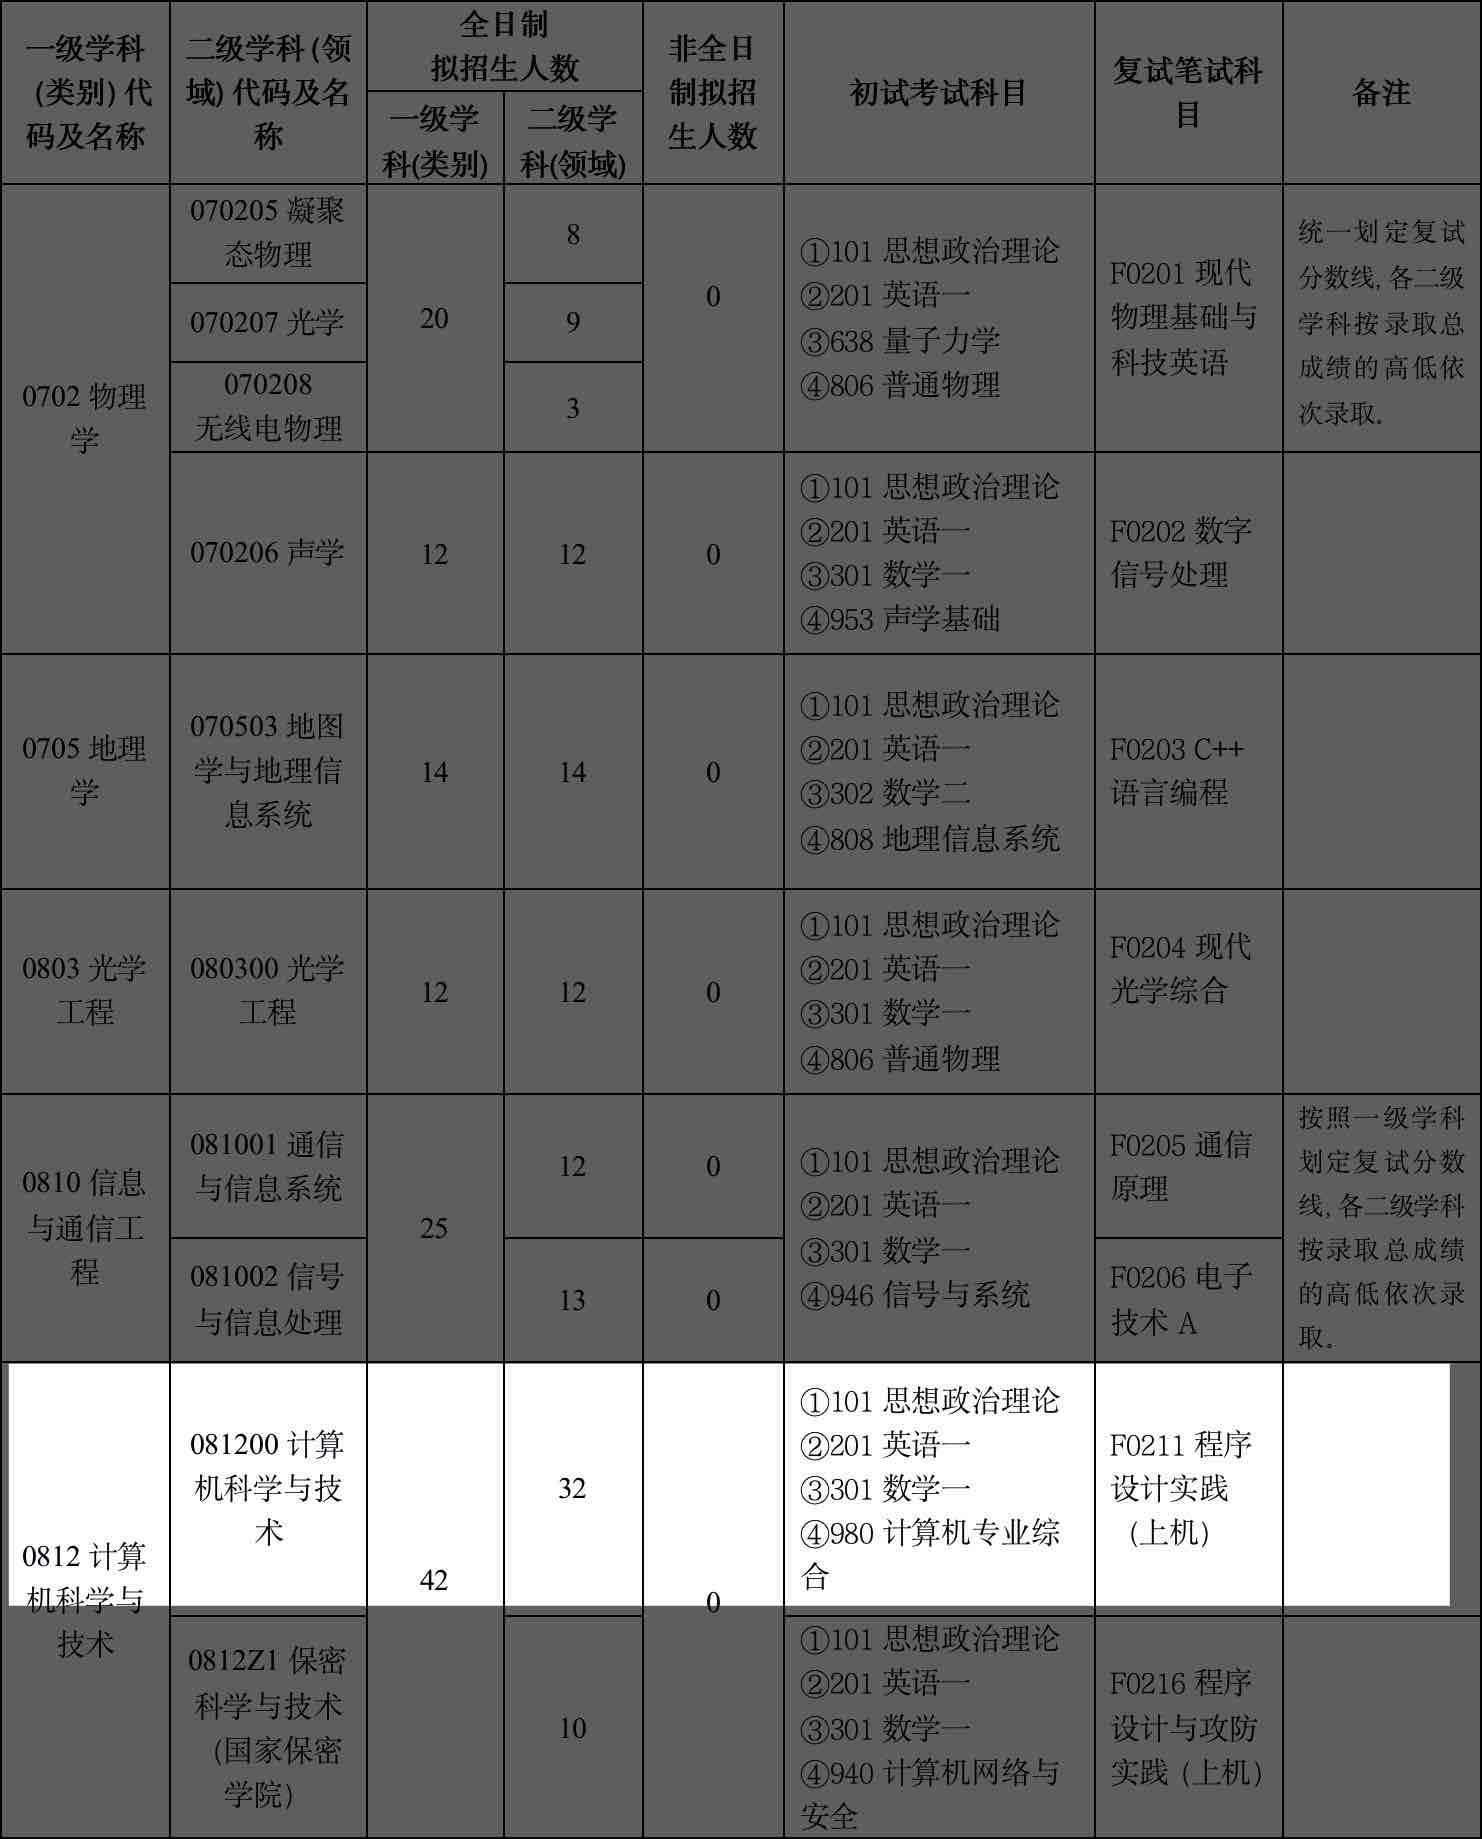 一级学科
(类别)代
码及名称
二级学科(领
域)代码及名
称
全日制
拟招生人数
一级学
科(类别)
二级学
科(领域)
非全日
制拟招
生人数
初试考试科目
复试笔试科
目
备注
0702 物理
学
070205 凝聚
态物理
20
8
0
①101 思想政治理论
②201 英语一
③638 量子力学
④806 普通物理
F0201 现代
物理基础与
科技英语
统一划定复试
分数线,各二级
学科按录取总
成绩的高低依
次录取。
070207 光学
9
070208
无线电物理
3
070206 声学
12
12
0
①101 思想政治理论
②201 英语一
③301 数学一
④953 声学基础
F0202 数字
信号处理
0705 地理
学
070503 地图
学与地理信
息系统
14
14
0
①101 思想政治理论
②201 英语一
③302 数学二
④808 地理信息系统
F0203 C++
语言编程
0803 光学
工程
080300 光学
工程
12
12
0
①101 思想政治理论
②201 英语一
③301 数学一
④806 普通物理
F0204 现代
光学综合
0810 信息
与通信工
程
081001 通信
与信息系统
25
12
0
①101 思想政治理论
②201 英语一
③301 数学一
④946 信号与系统
F0205 通信
原理
按照一级学科
划定复试分数
线,各二级学科
按录取总成绩
的高低依次录
取。
081002 信号
与信息处理
13
0
F0206 电子
技术 A
0812 计算
机科学与
技术
081200 计算
机科学与技
术
42
32
0
①101 思想政治理论
②201 英语一
③301 数学一
④980 计算机专业综
合
F0211 程序
设计实践
(上机)
0812Z1 保密
科学与技术
(国家保密
学院)
10
①101 思想政治理论
②201 英语一
③301 数学一
④940 计算机网络与
安全
F0216 程序
设计与攻防
实践(上机)